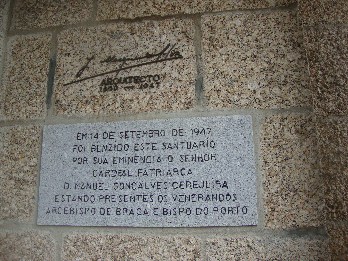 ARQUITECTO
EM 14 DE SETEMBRO DE 1947
FOI BENZIDO ESTE SANTUARIO
POR SUA EMINÊNCIA O SENHOR
CARDEAL PATRIARCA
D. MANUEL GONÇALVES CEREJEIRA
ESTANDO PRESENTES OS VENERANDOS
ARCEBISPO DE BRAGA E BISPO DO PORTO